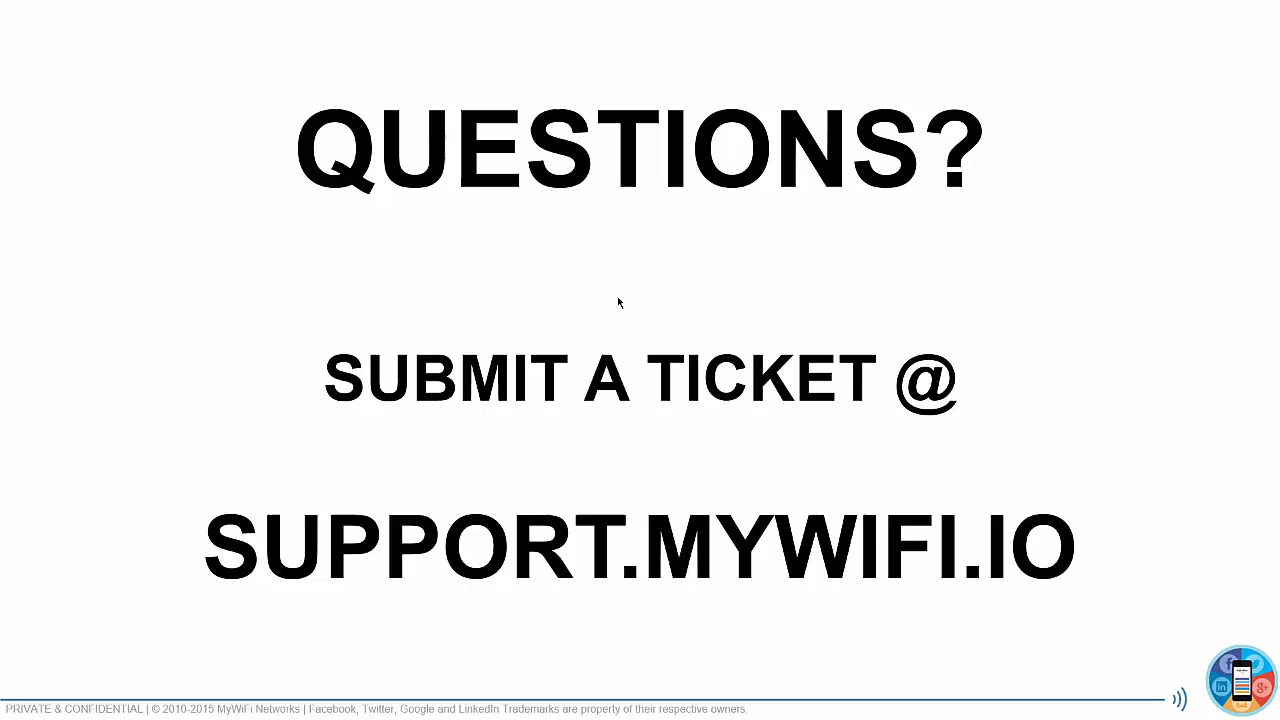 QUESTIONS?
SUBMIT A TICKET @
SUPPORT.MYWIFI.IO
PRIVATE & CONFIDENTIAL | © 2010-2015 MyWiFi Networks | Facebook, Twitter, Google and LinkedIn Trademarks are property of their respective owners.